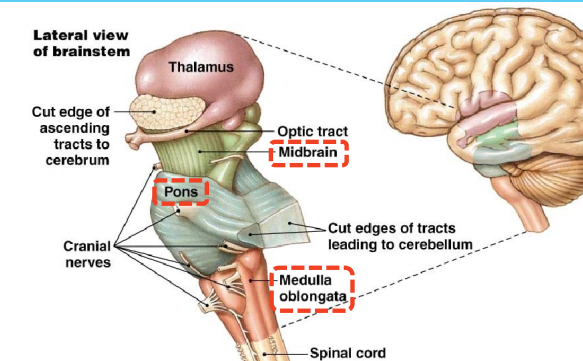 Lateral view
of brainstem
Thalamus
Cut edge of
ascending
tracts to
cerebrum
Optic tract
Midbrain
Pons
Cut edges of tracts
leading to cerebellum
Cranial
nerves
Medulla
oblongata
Spinal cord